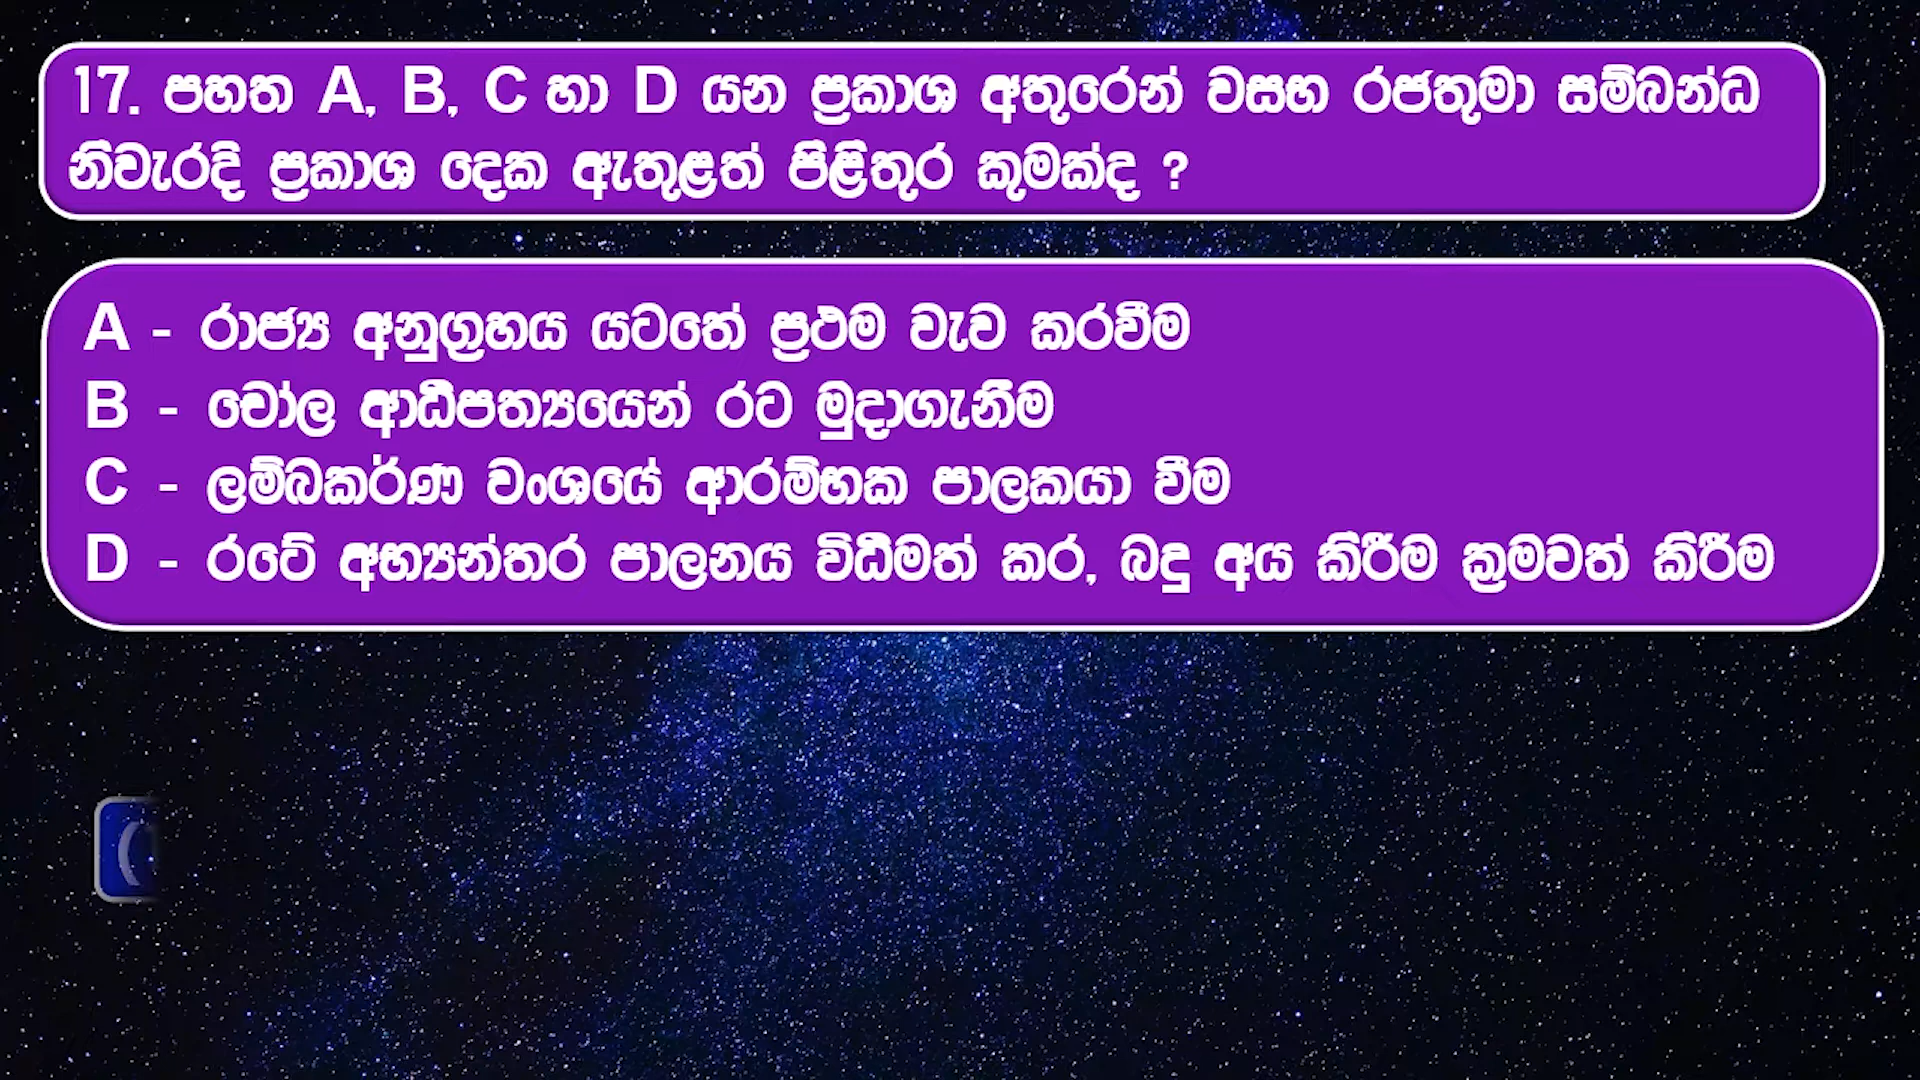 17. පහත A, B, C හා D යන ප්‍රකාශ අතුරෙන් වසභ රජතුමා සම්බන්ධ
නිවැරදි ප්‍රකාශ දෙක ඇතුළත් පිළිතුර කුමක්ද ?
A - රාජ්‍ය අනුග්‍රහය යටතේ ප්‍රථම වැව කරවීම
B - චෝල ආධිපත්‍යයෙන් රට මුදාගැනීම
C - ලම්බකර්ණ වංශයේ ආරම්භක පාලකයා වීම
D - රටේ අභ්‍යන්තර පාලනය විධිමත් කර, බදු අය කිරීම ක්‍රමවත් කිරීම
(